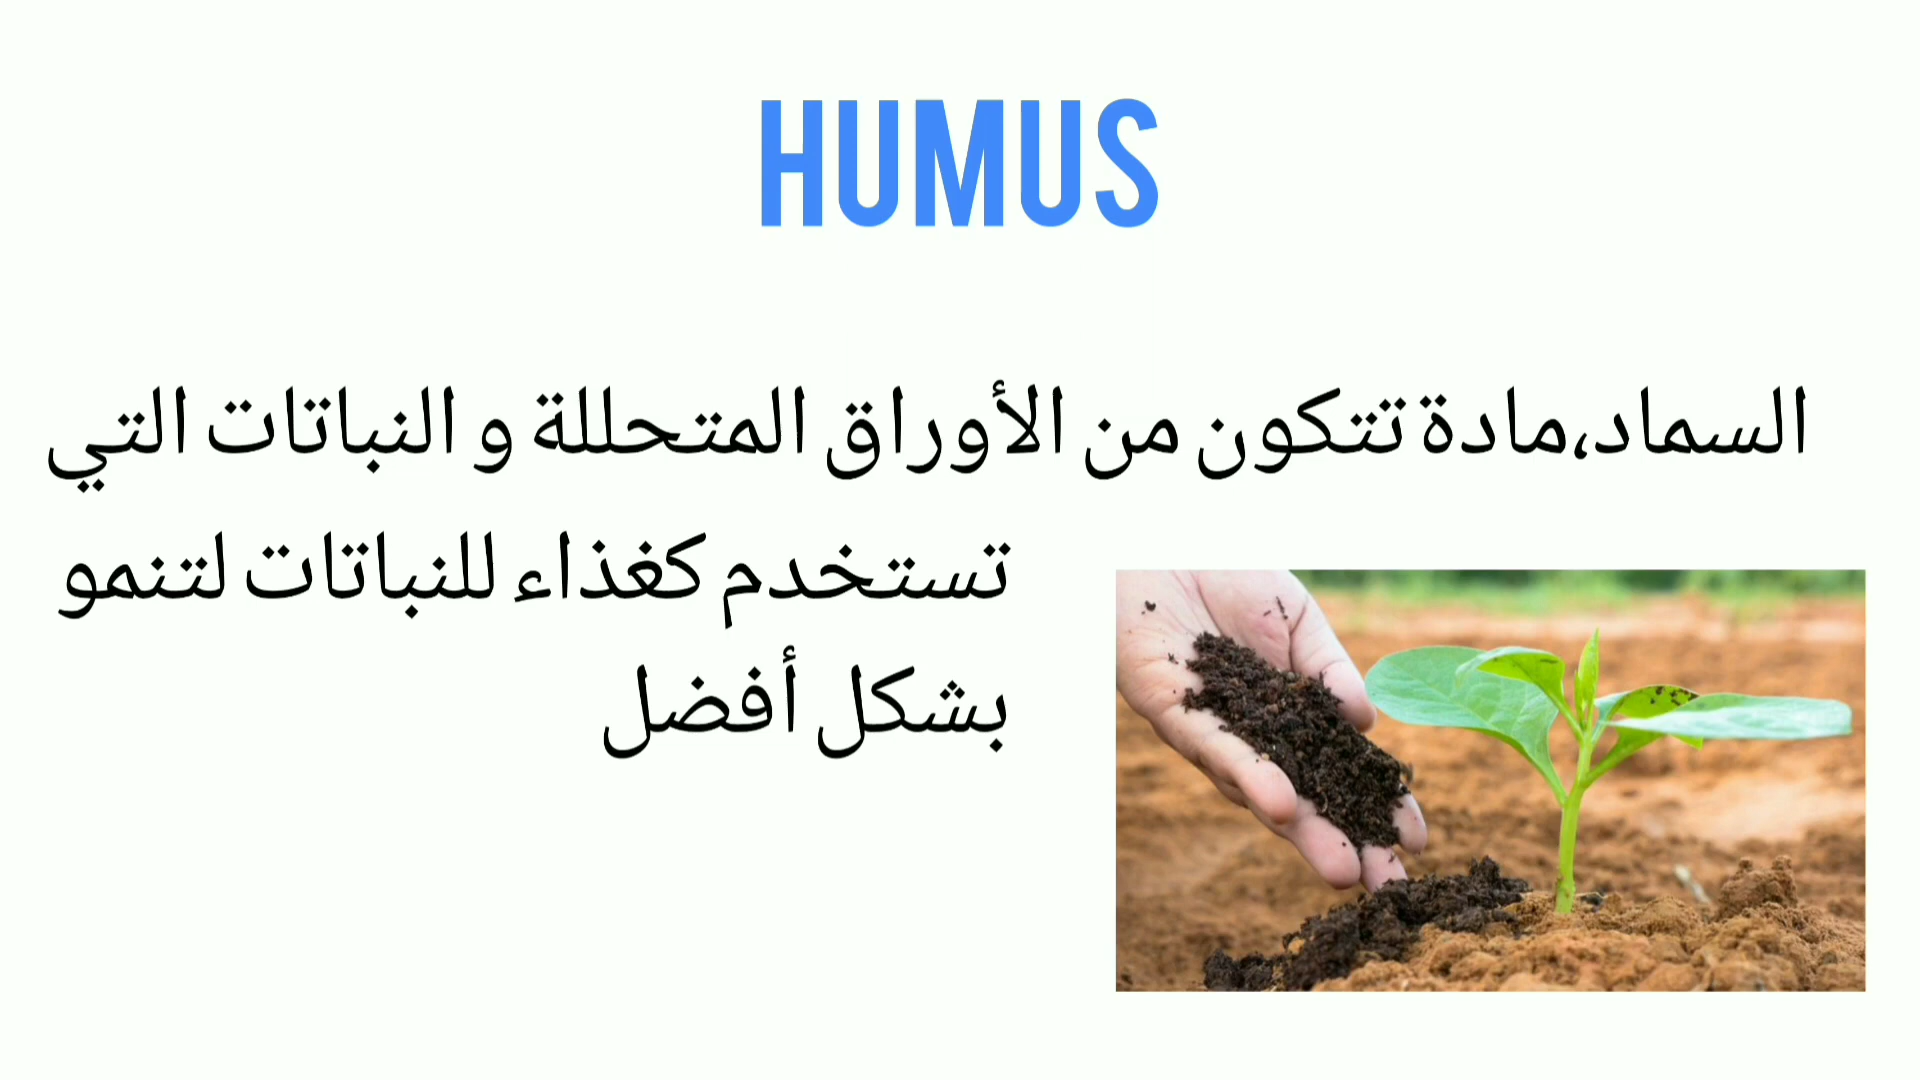 HUMUS
السماد،مادة تتكون من الأوراق المتحللة و النباتات التي
تستخدم كغذاء للنباتات لتنمو
بشكل أفضل